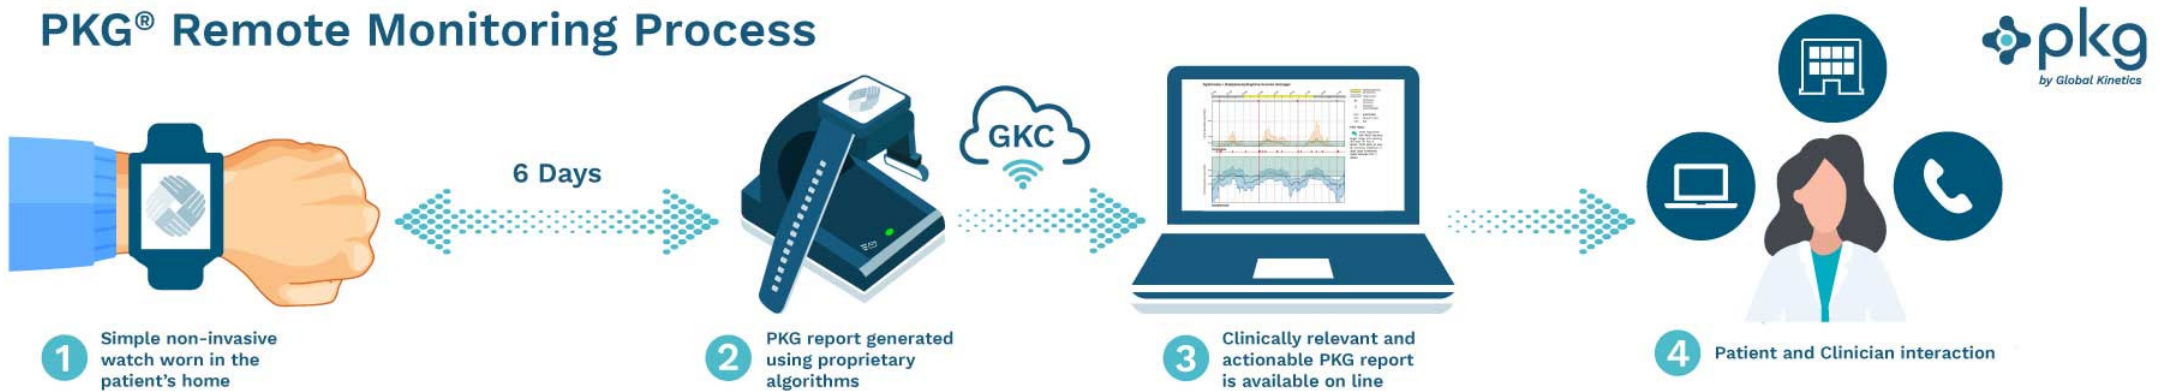 PKG® Remote Monitoring Process
pkg
by Global Kinetics
6 Days
GKC
1
Simple non-invasive
watch worn in the
patient's home
2
PKG report generated
using proprietary
algorithms
3
Clinically relevant and
actionable PKG report
is available on line
4
Patient and Clinician interaction